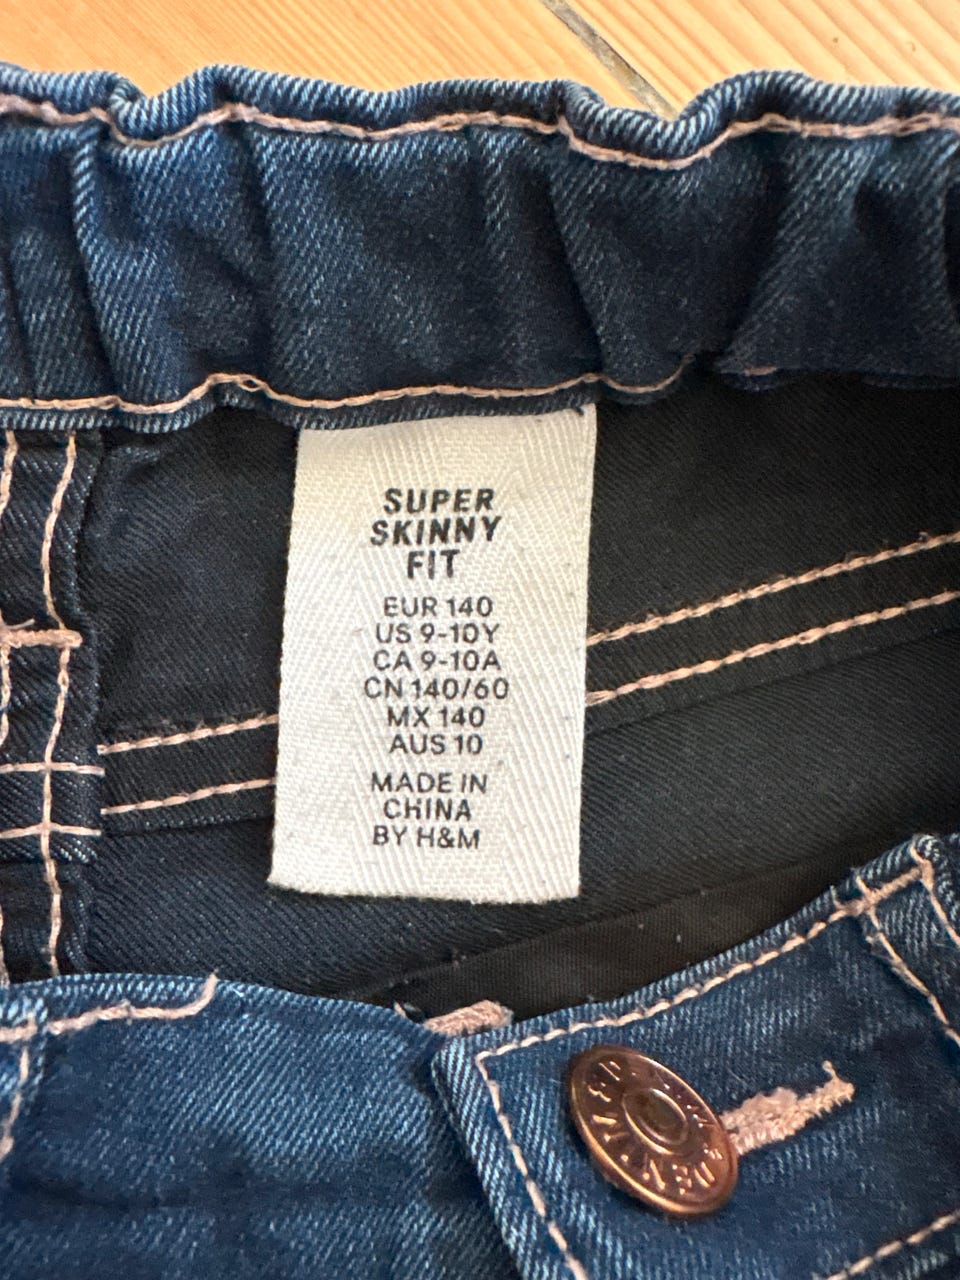 SUPER
SKINNY
FIT
EUR 140
US 9-10Y
CA 9-10A
CN 140/60
MX 140
AUS 10
MADE IN
CHINA
BY H&M